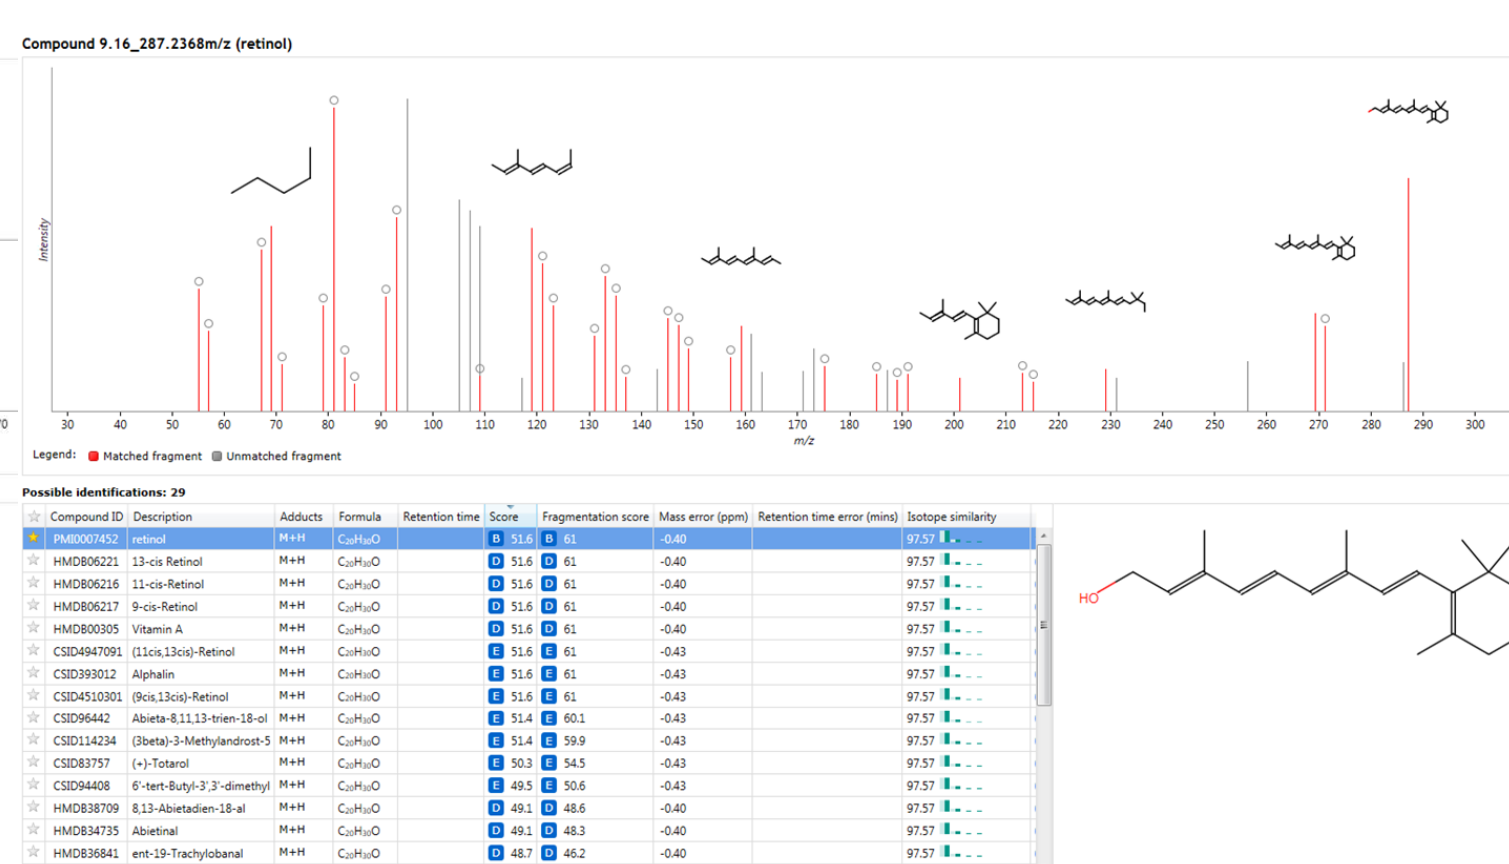 Compound 9.16_287.2368m/z (retinol)
Intensity
70 30 40 50 60 70 80 90 100 110 120 130 140 150 160 170 180 190 200 210 220 230 240 250 260 270 280 290 300
m/z
Legend: Matched fragment Unmatched fragment
Possible identifications: 29
Compound ID Description Adducts Formula Retention time Score Fragmentation score Mass error (ppm) Retention time error (mins) Isotope similarity
PMI0007452 retinol M+H C₂₀H₃₀O B 51.6 B 61 -0.40 97.57
HMDB06221 13-cis Retinol M+H C₂₀H₃₀O D 51.6 D 61 -0.40 97.57
HMDB06216 11-cis-Retinol M+H C₂₀H₃₀O D 51.6 D 61 -0.40 97.57
HMDB06217 9-cis-Retinol M+H C₂₀H₃₀O D 51.6 D 61 -0.40 97.57
HMDB00305 Vitamin A M+H C₂₀H₃₀O D 51.6 D 61 -0.40 97.57
CSID4947091 (11cis,13cis)-Retinol M+H C₂₀H₃₀O E 51.6 E 61 -0.43 97.57
CSID393012 Alphalin M+H C₂₀H₃₀O E 51.6 E 61 -0.43 97.57
CSID4510301 (9cis,13cis)-Retinol M+H C₂₀H₃₀O E 51.6 E 61 -0.43 97.57
CSID96442 Abieta-8,11,13-trien-18-ol M+H C₂₀H₃₀O E 51.4 E 60.1 -0.43 97.57
CSID114234 (3beta)-3-Methylandrost-5 M+H C₂₀H₃₀O E 51.4 E 59.9 -0.43 97.57
CSID83757 (+)-Totarol M+H C₂₀H₃₀O E 50.3 E 54.5 -0.43 97.57
CSID94408 6'-tert-Butyl-3',3'-dimethyl M+H C₂₀H₃₀O E 49.5 E 50.6 -0.43 97.57
HMDB38709 8,13-Abietadien-18-al M+H C₂₀H₃₀O D 49.1 D 48.6 -0.40 97.57
HMDB34735 Abietinal M+H C₂₀H₃₀O D 49.1 D 48.3 -0.40 97.57
HMDB36841 ent-19-Trachylobanal M+H C₂₀H₃₀O D 48.7 D 46.2 -0.40 97.57
HO